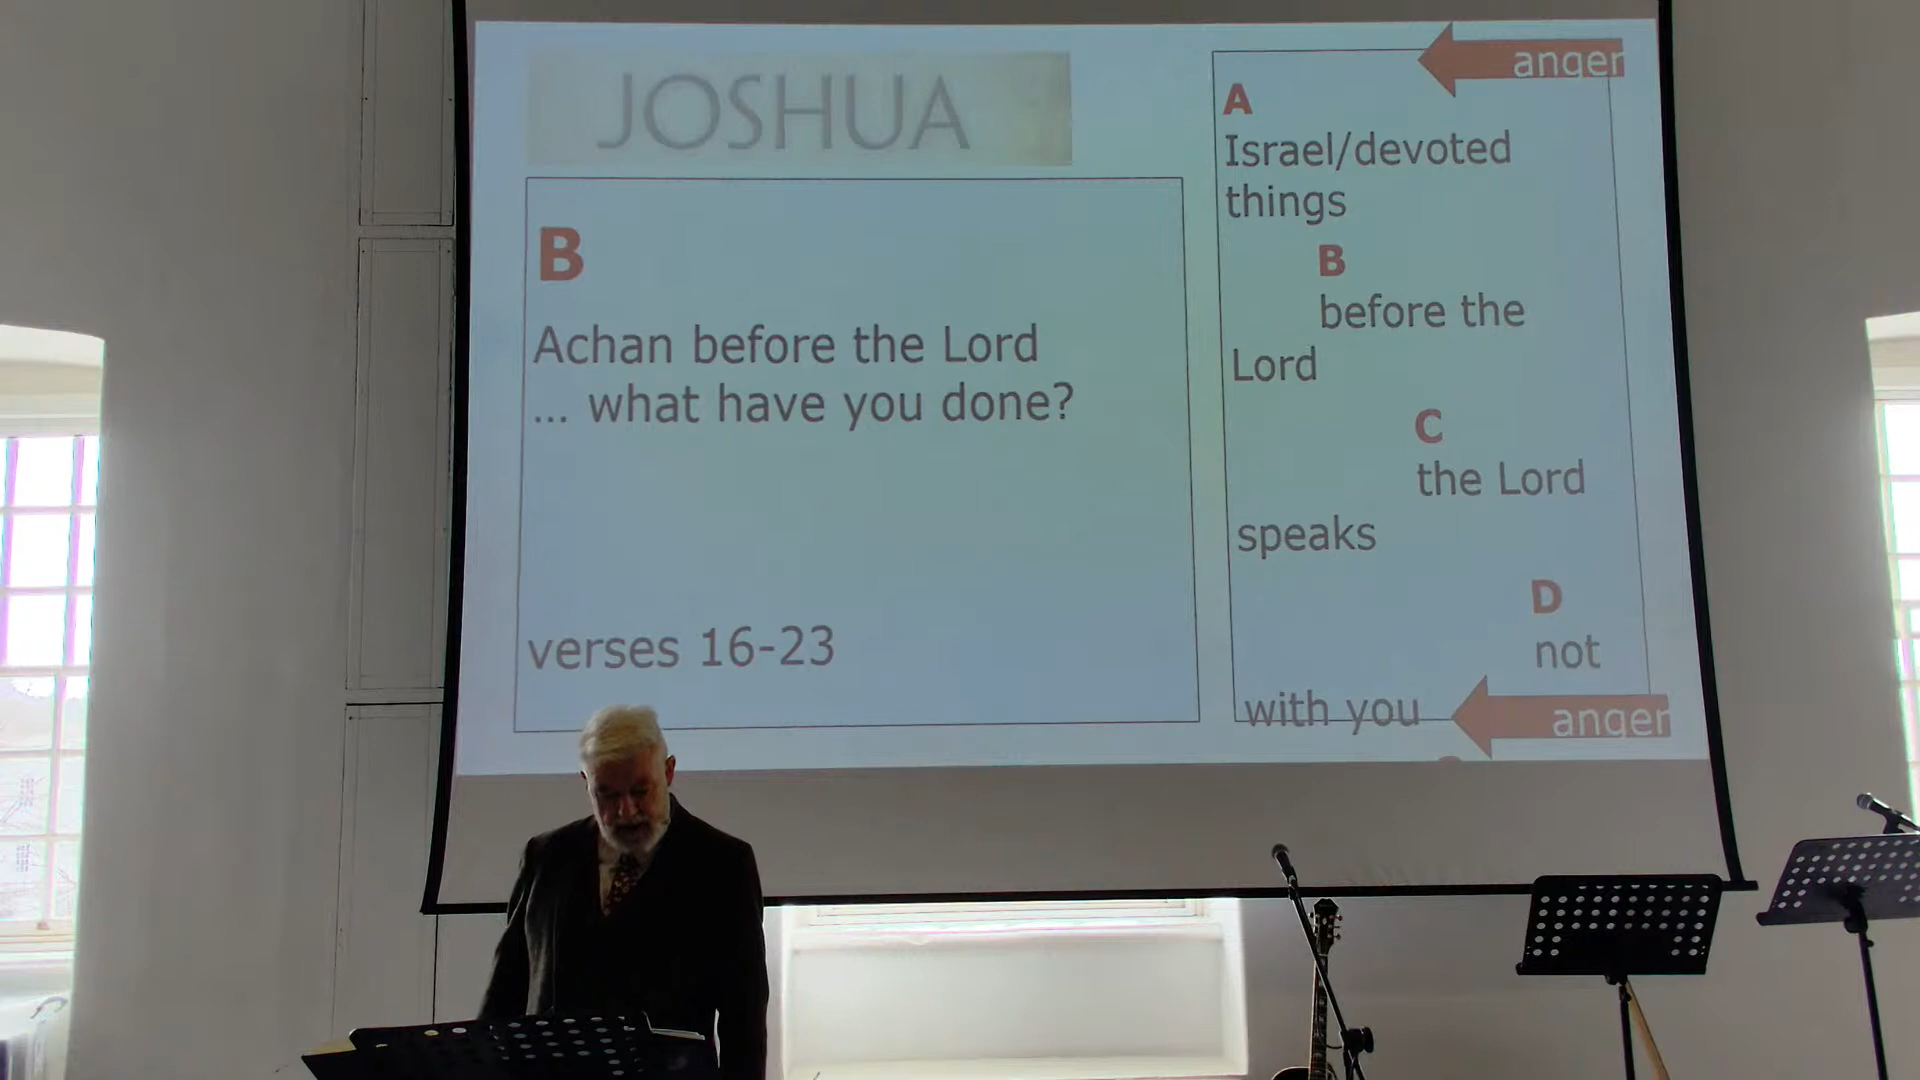 JOSHUA
B
Achan before the Lord
... what have you done?
verses 16-23
anger
A
Israel/devoted
things
B
before the
Lord
C
the Lord
speaks
D
not
with you
anger